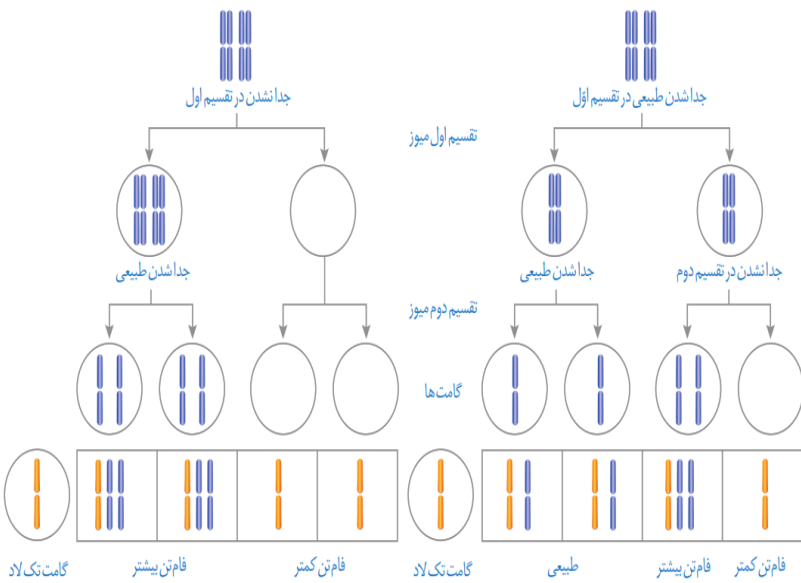 جداشدن طبیعی در تقسیم اوّل
جدا نشدن در تقسیم اول
تقسیم اول میوز
جدا نشدن در تقسیم دوم
جدا شدن طبیعی
جدا شدن طبیعی
تقسیم دوم میوز
گامت‌ها
فام‌تن کمتر
فام‌تن بیشتر
طبیعی
گامت تک‌لاد
فام‌تن کمتر
فام‌تن بیشتر
گامت تک‌لاد